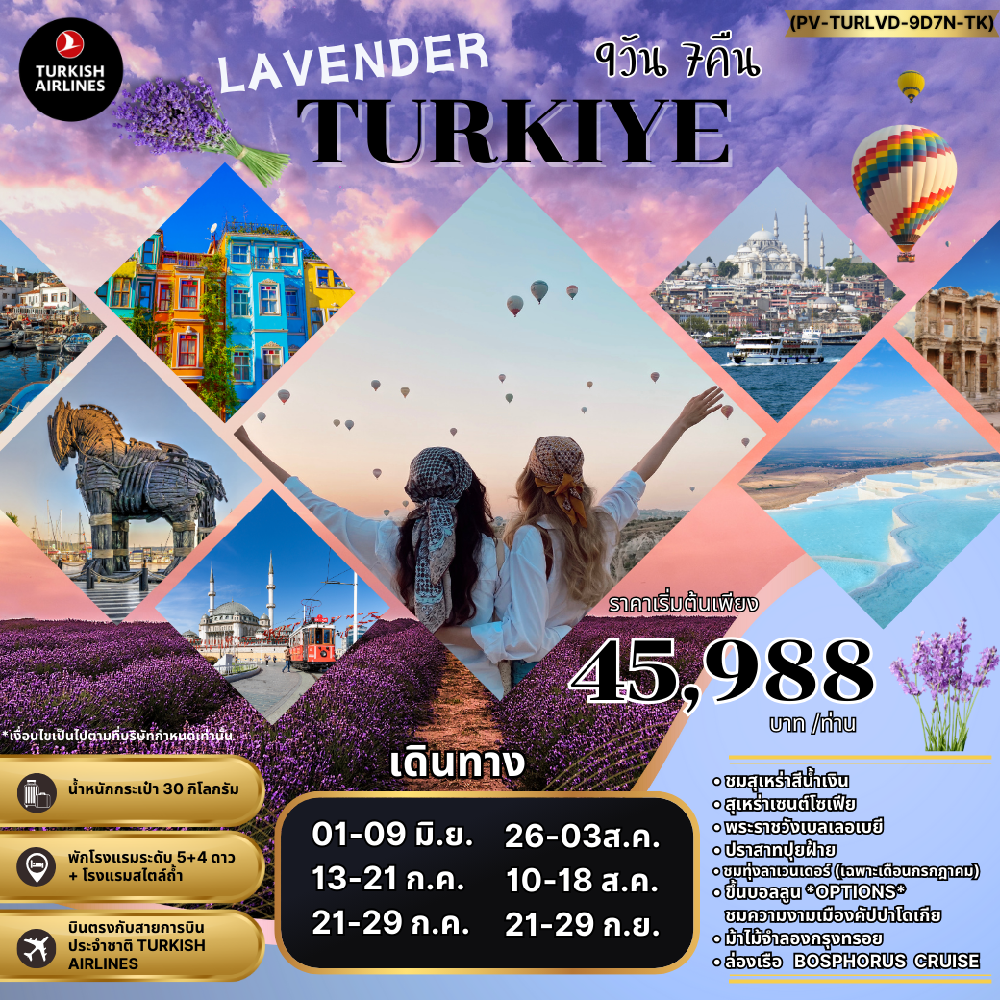 (PV-TURLVD-9D7N-TK)
TURKISH
AIRLINES
LAVENDER
9วัน 7คืน
TURKIYE
ราคาเริ่มต้นเพียง
45,988
บาท /ท่าน
*เงื่อนไขเป็นไปตามที่บริษัทกำหนดเท่านั้น
น้ำหนักกระเป๋า 30 กิโลกรัม
พักโรงแรมระดับ 5+4 ดาว
+ โรงแรมสไตล์ถ้ำ
บินตรงกับสายการบิน
ประจำชาติ TURKISH
AIRLINES
เดินทาง
01-09 มิ.ย.
13-21 ก.ค.
21-29 ก.ค.
26-03ส.ค.
10-18 ส.ค.
21-29 ก.ย.
• ชมสุเหร่าสีน้ำเงิน
• สุเหร่าเซนต์โซเฟีย
• พระราชวังเบลเลอเบยี
• ปราสาทปุยฝ้าย
• ชมทุ่งลาเวนเดอร์ (เฉพาะเดือนกรกฎาคม)
• ขึ้นบอลลูน *OPTIONS*
ชมความงามเมืองคัปปาโดเกีย
• ม้าไม้จำลองกรุงทรอย
• ล่องเรือ BOSPHORUS CRUISE